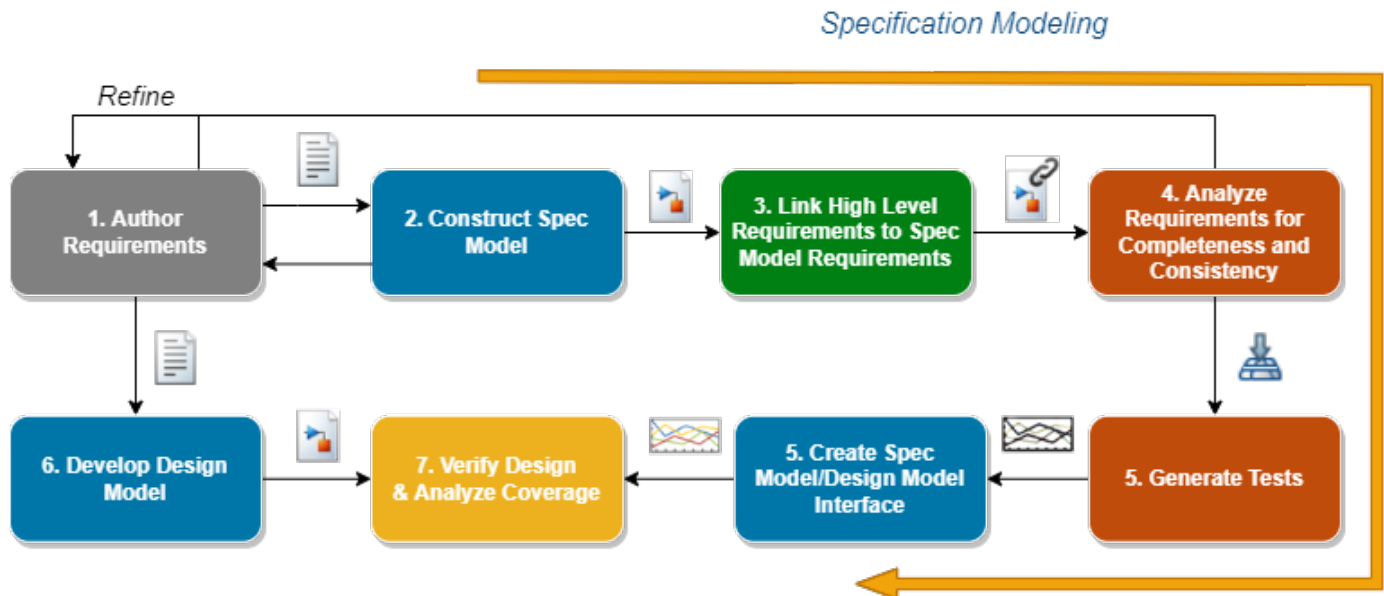 Specification Modeling
Refine
1. Author
Requirements
2. Construct Spec
Model
3. Link High Level
Requirements to Spec
Model Requirements
4. Analyze
Requirements for
Completeness and
Consistency
6. Develop Design
Model
7. Verify Design
& Analyze Coverage
5. Create Spec
Model/Design Model
Interface
5. Generate Tests